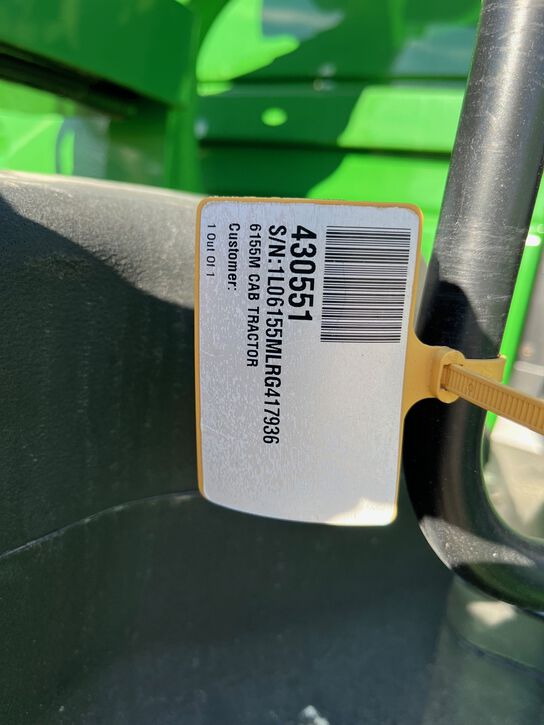 430551
S/N:1L06155MLRG417936
6155M CAB TRACTOR
Customer:
1 Out Of 1